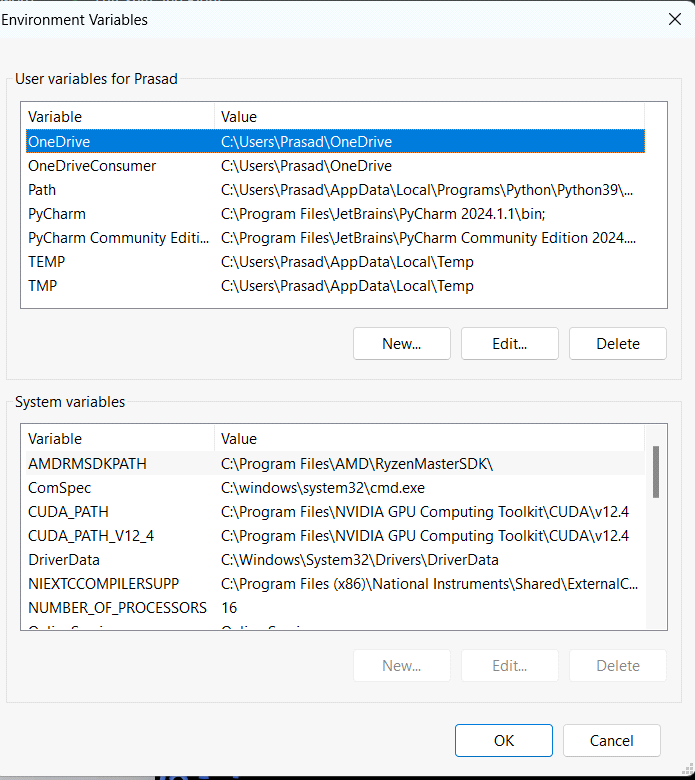 Environment Variables
User variables for Prasad
Variable Value
OneDrive C:\Users\Prasad\OneDrive
OneDriveConsumer C:\Users\Prasad\OneDrive
Path C:\Users\Prasad\AppData\Local\Programs\Python\Python39\...
PyCharm C:\Program Files\JetBrains\PyCharm 2024.1.1\bin;
PyCharm Community Editi... C:\Program Files\JetBrains\PyCharm Community Edition 2024....
TEMP C:\Users\Prasad\AppData\Local\Temp
TMP C:\Users\Prasad\AppData\Local\Temp
New... Edit... Delete
System variables
Variable Value
AMDRMSDKPATH C:\Program Files\AMD\RyzenMasterSDK\
ComSpec C:\windows\system32\cmd.exe
CUDA_PATH C:\Program Files\NVIDIA GPU Computing Toolkit\CUDA\v12.4
CUDA_PATH_V12_4 C:\Program Files\NVIDIA GPU Computing Toolkit\CUDA\v12.4
DriverData C:\Windows\System32\Drivers\DriverData
NIEXTCCOMPILERSUPP C:\Program Files (x86)\National Instruments\Shared\ExternalC...
NUMBER_OF_PROCESSORS 16
New... Edit... Delete
OK Cancel